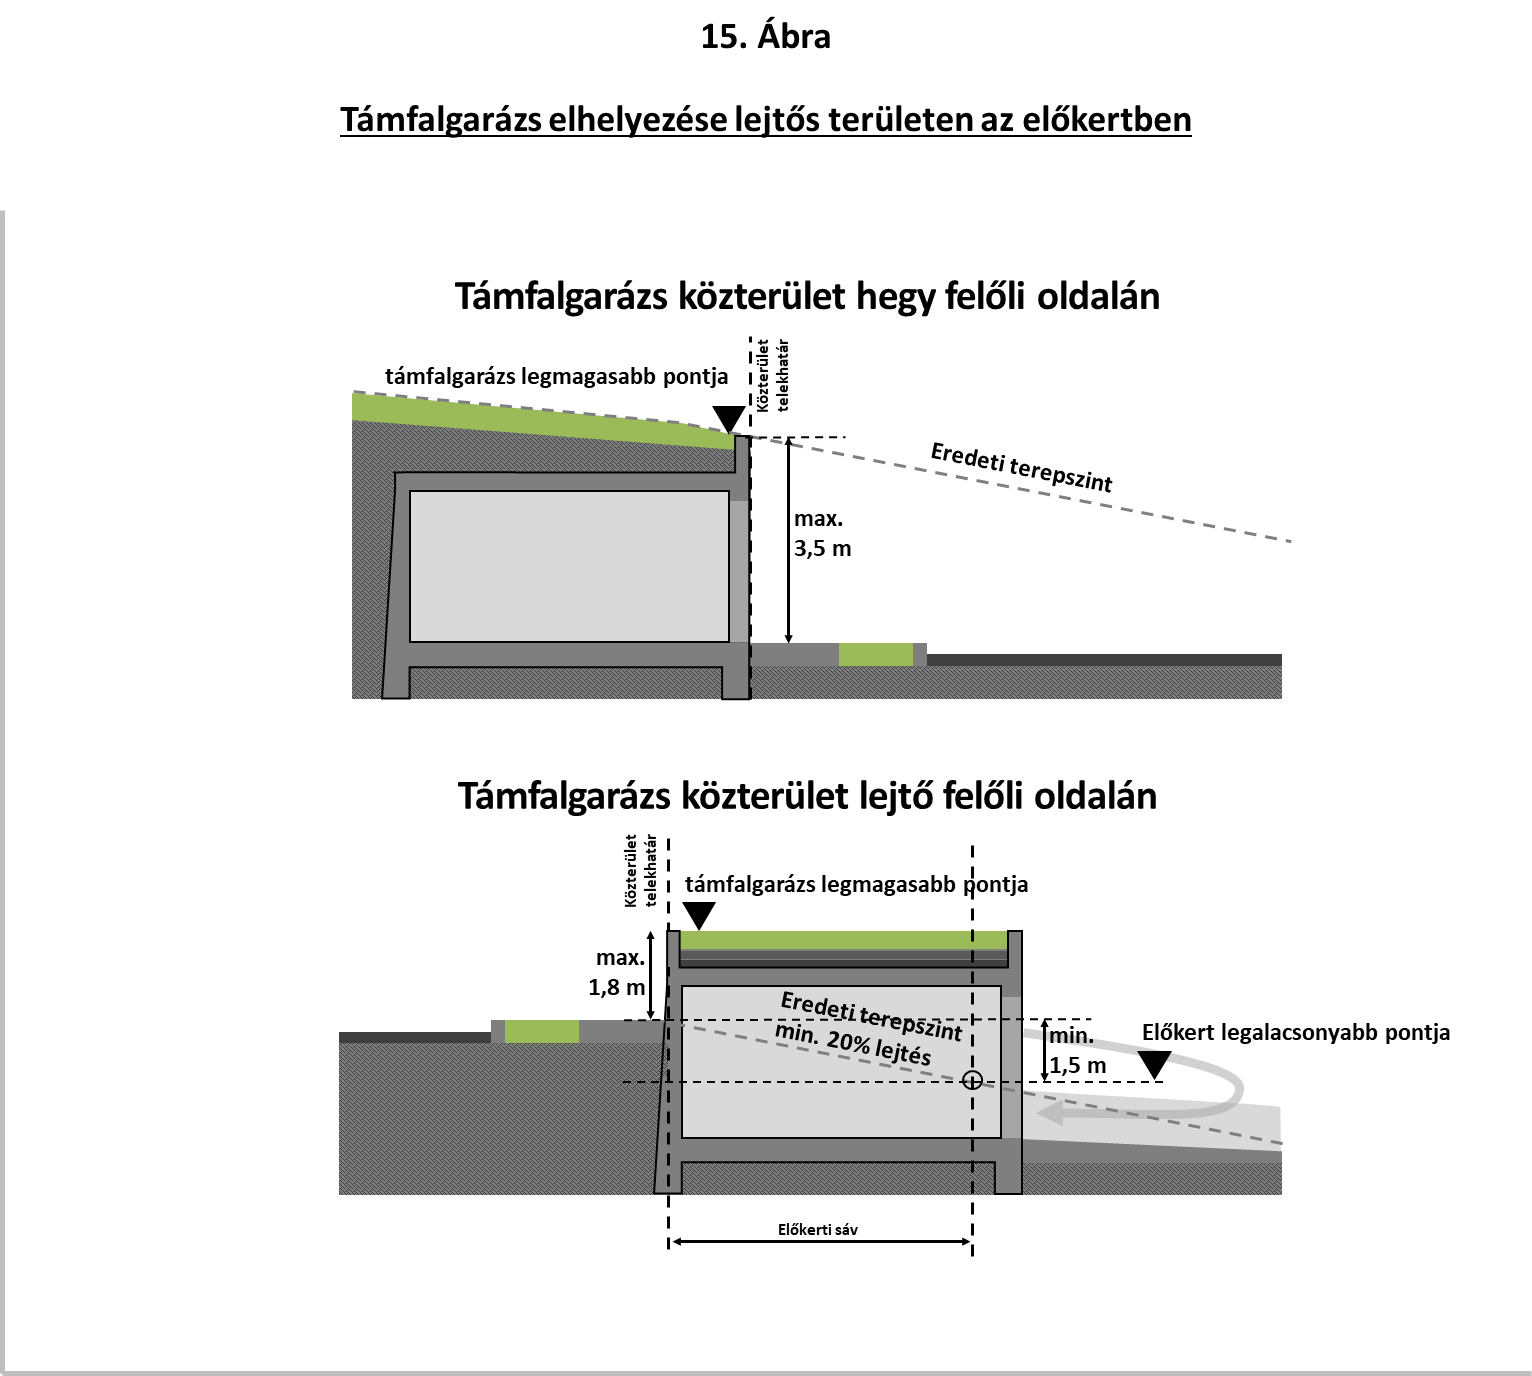 15. Ábra
Támfalgarázs elhelyezése lejtős területen az előkertben
Támfalgarázs közterület hegy felőli oldalán
Közterület
telekhatár
támfalgarázs legmagasabb pontja
Eredeti terepszint
max.
3,5 m
Támfalgarázs közterület lejtő felőli oldalán
Közterület
telekhatár
támfalgarázs legmagasabb pontja
max.
1,8 m
Eredeti terepszint
min. 20% lejtés
min.
1,5 m
Előkert legalacsonyabb pontja
Előkerti sáv